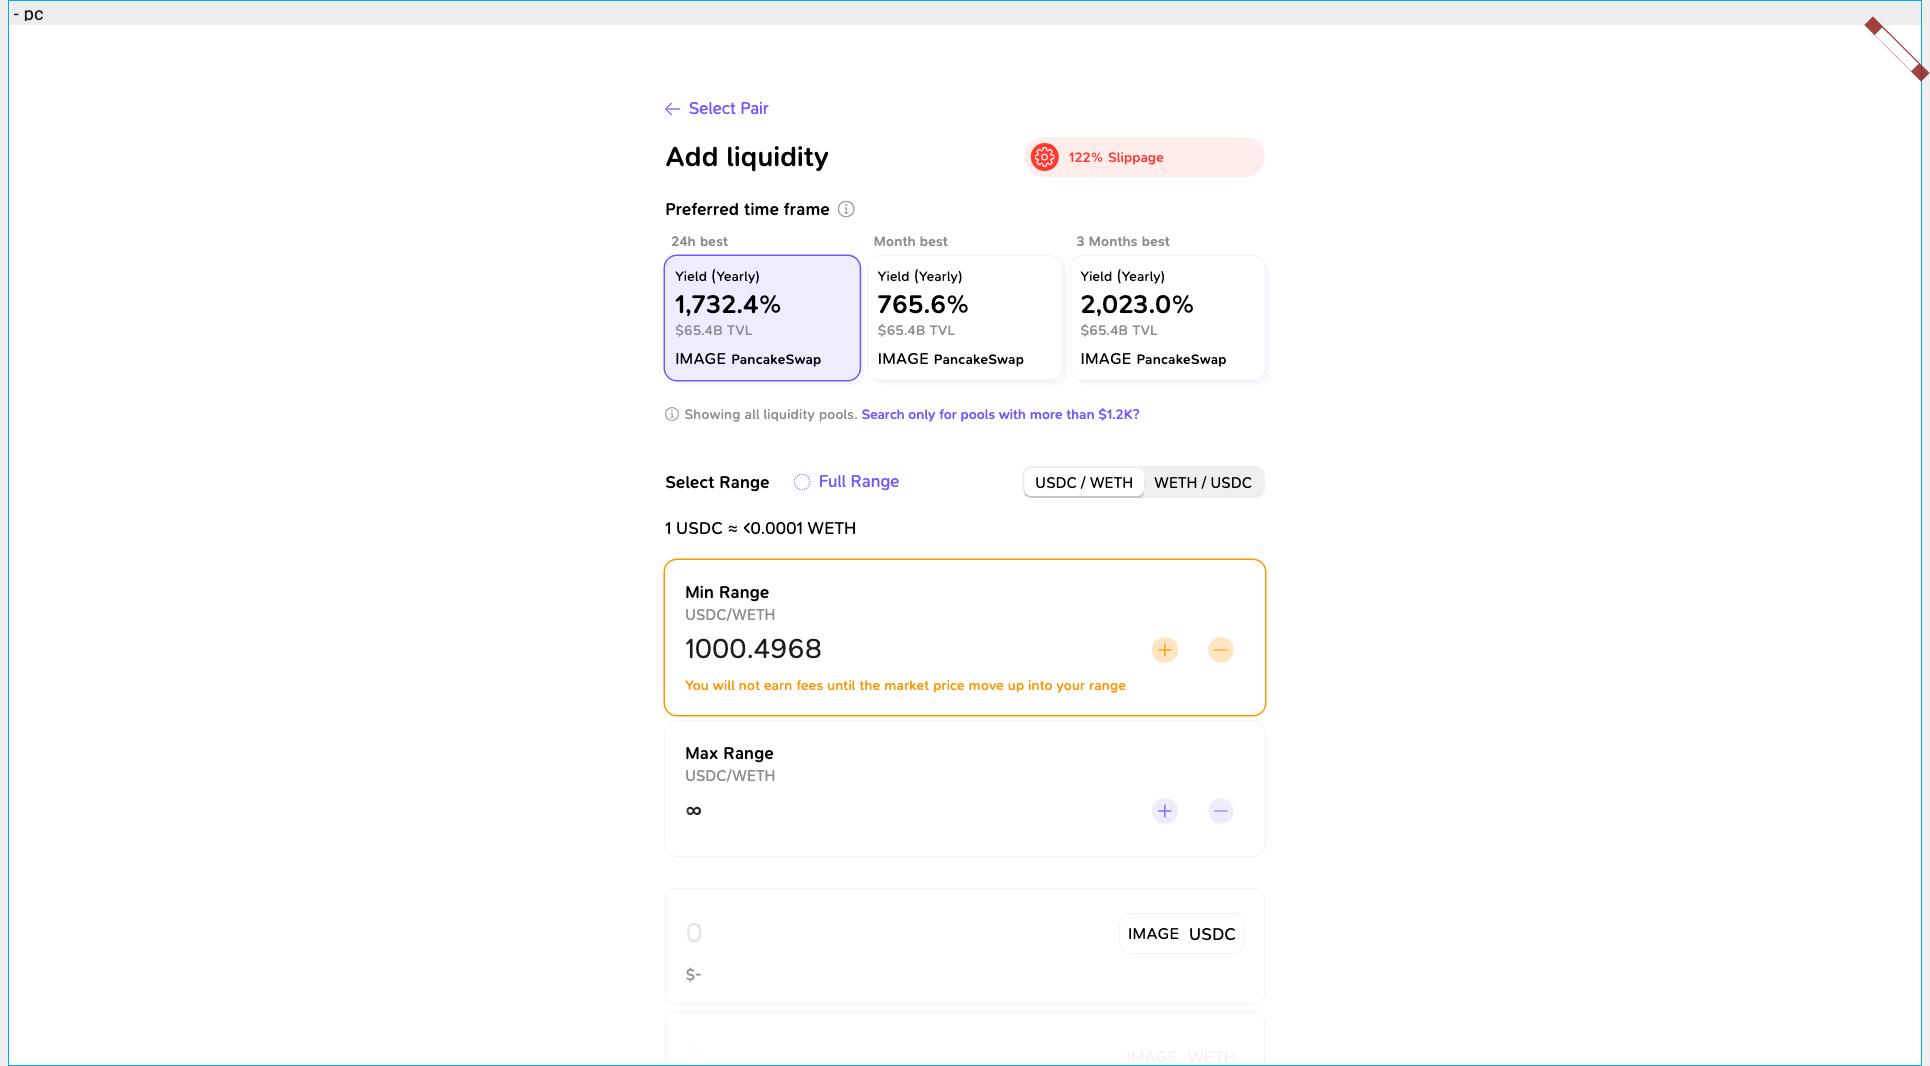 - pc
Select Pair
Add liquidity
122% Slippage
Preferred time frame
24h best
Month best
3 Months best
Yield (Yearly)
1,732.4%
$65.4B TVL
IMAGE PancakeSwap
Yield (Yearly)
765.6%
$65.4B TVL
IMAGE PancakeSwap
Yield (Yearly)
2,023.0%
$65.4B TVL
IMAGE PancakeSwap
Showing all liquidity pools. Search only for pools with more than $1.2K?
Select Range
Full Range
USDC / WETH
WETH / USDC
1 USDC ≈ <0.0001 WETH
Min Range
USDC/WETH
1000.4968
You will not earn fees until the market price move up into your range
Max Range
USDC/WETH
∞
0
IMAGE USDC
$-
0
IMAGE WETH